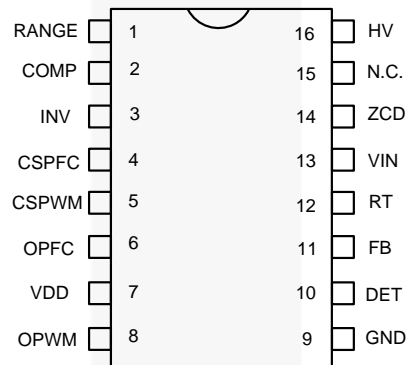 RANGE 1 16 HV
COMP 2 15 N.C.
INV 3 14 ZCD
CSPFC 4 13 VIN
CSPWM 5 12 RT
OPFC 6 11 FB
VDD 7 10 DET
OPWM 8 9 GND